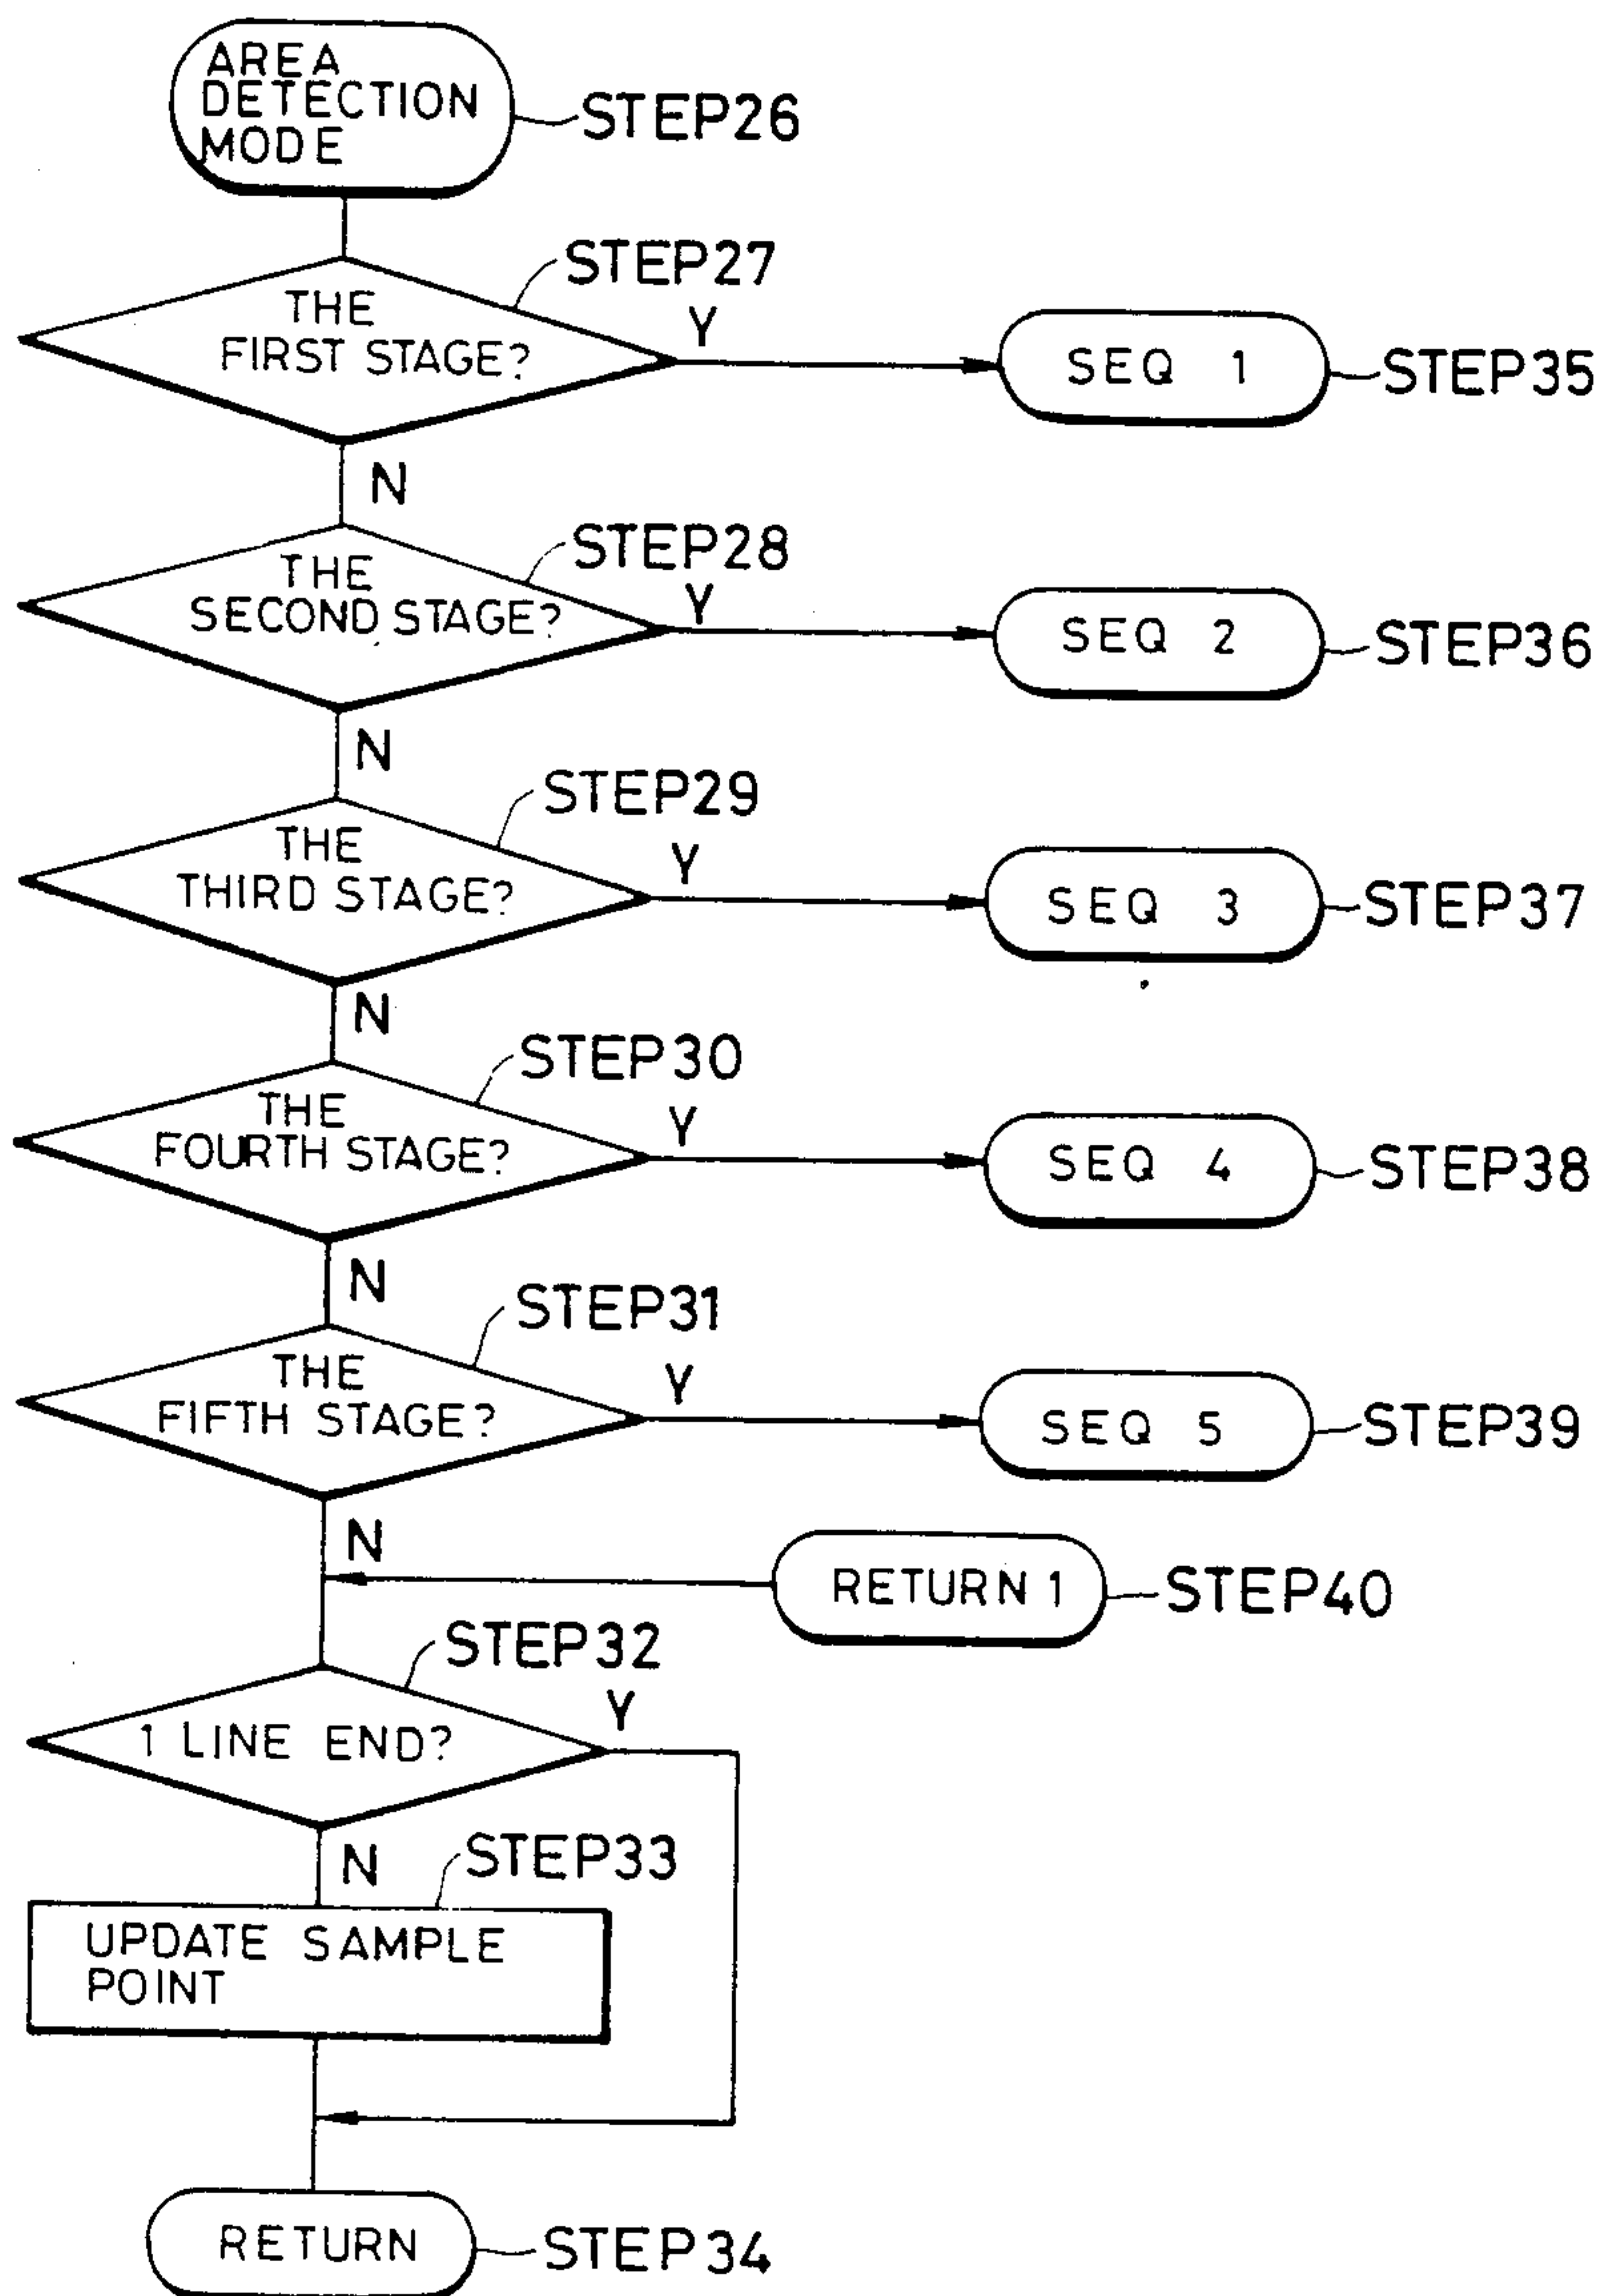 AREA
DETECTION
MODE
STEP26
STEP27
THE
FIRST STAGE?
Y
SEQ 1
STEP35
N
STEP28
THE
SECOND STAGE?
Y
SEQ 2
STEP36
N
STEP29
THE
THIRD STAGE?
Y
SEQ 3
STEP37
N
STEP30
THE
FOURTH STAGE?
Y
SEQ 4
STEP38
N
STEP31
THE
FIFTH STAGE?
Y
SEQ 5
STEP39
N
RETURN 1
STEP40
STEP32
1 LINE END?
Y
N
STEP33
UPDATE SAMPLE
POINT
RETURN
STEP34